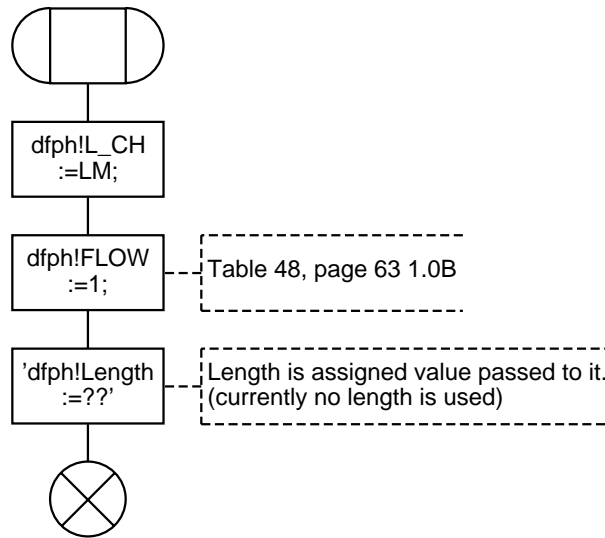 dfph!L_CH
:=LM;
dfph!FLOW
:=1;
Table 48, page 63 1.0B
'dfph!Length
:=??’
Length is assigned value passed to it.
(currently no length is used)